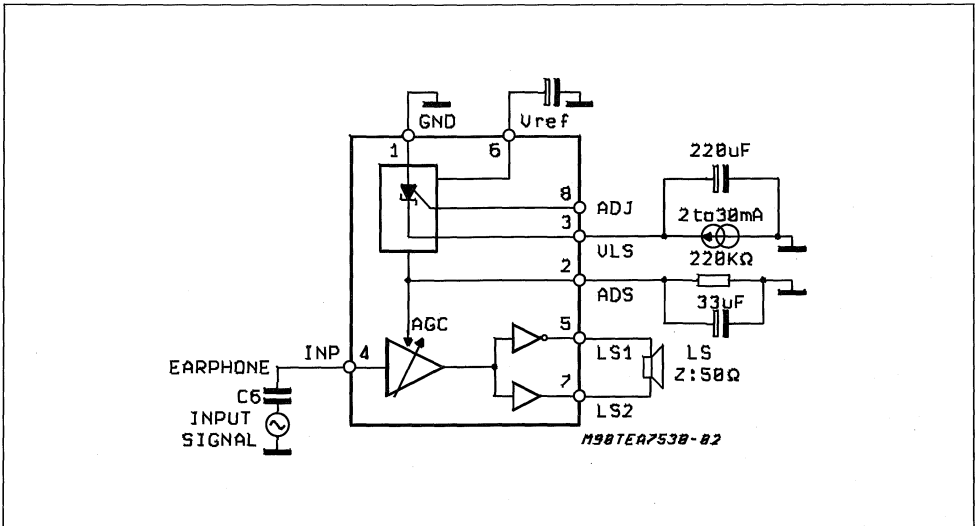 GND
Vref
1
6
220uF
8
ADJ
2to30mA
3
VLS
220KΩ
2
ADS
33uF
AGC
5
LS1
LS
INP
4
EARPHONE
Z:50Ω
C6
7
LS2
INPUT
SIGNAL
M90TEA7530-02